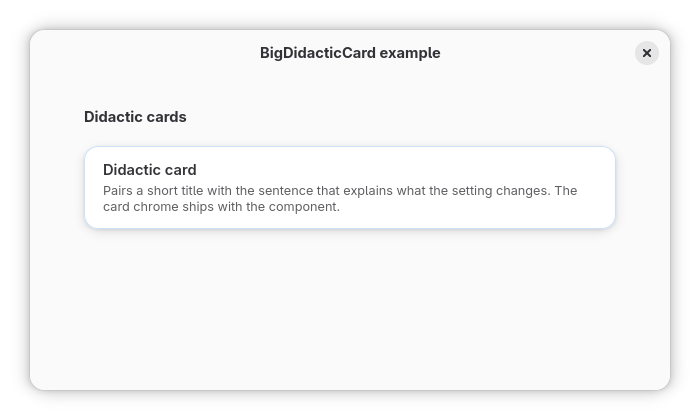 BigDidacticCard example
Didactic cards
Didactic card
Pairs a short title with the sentence that explains what the setting changes. The
card chrome ships with the component.